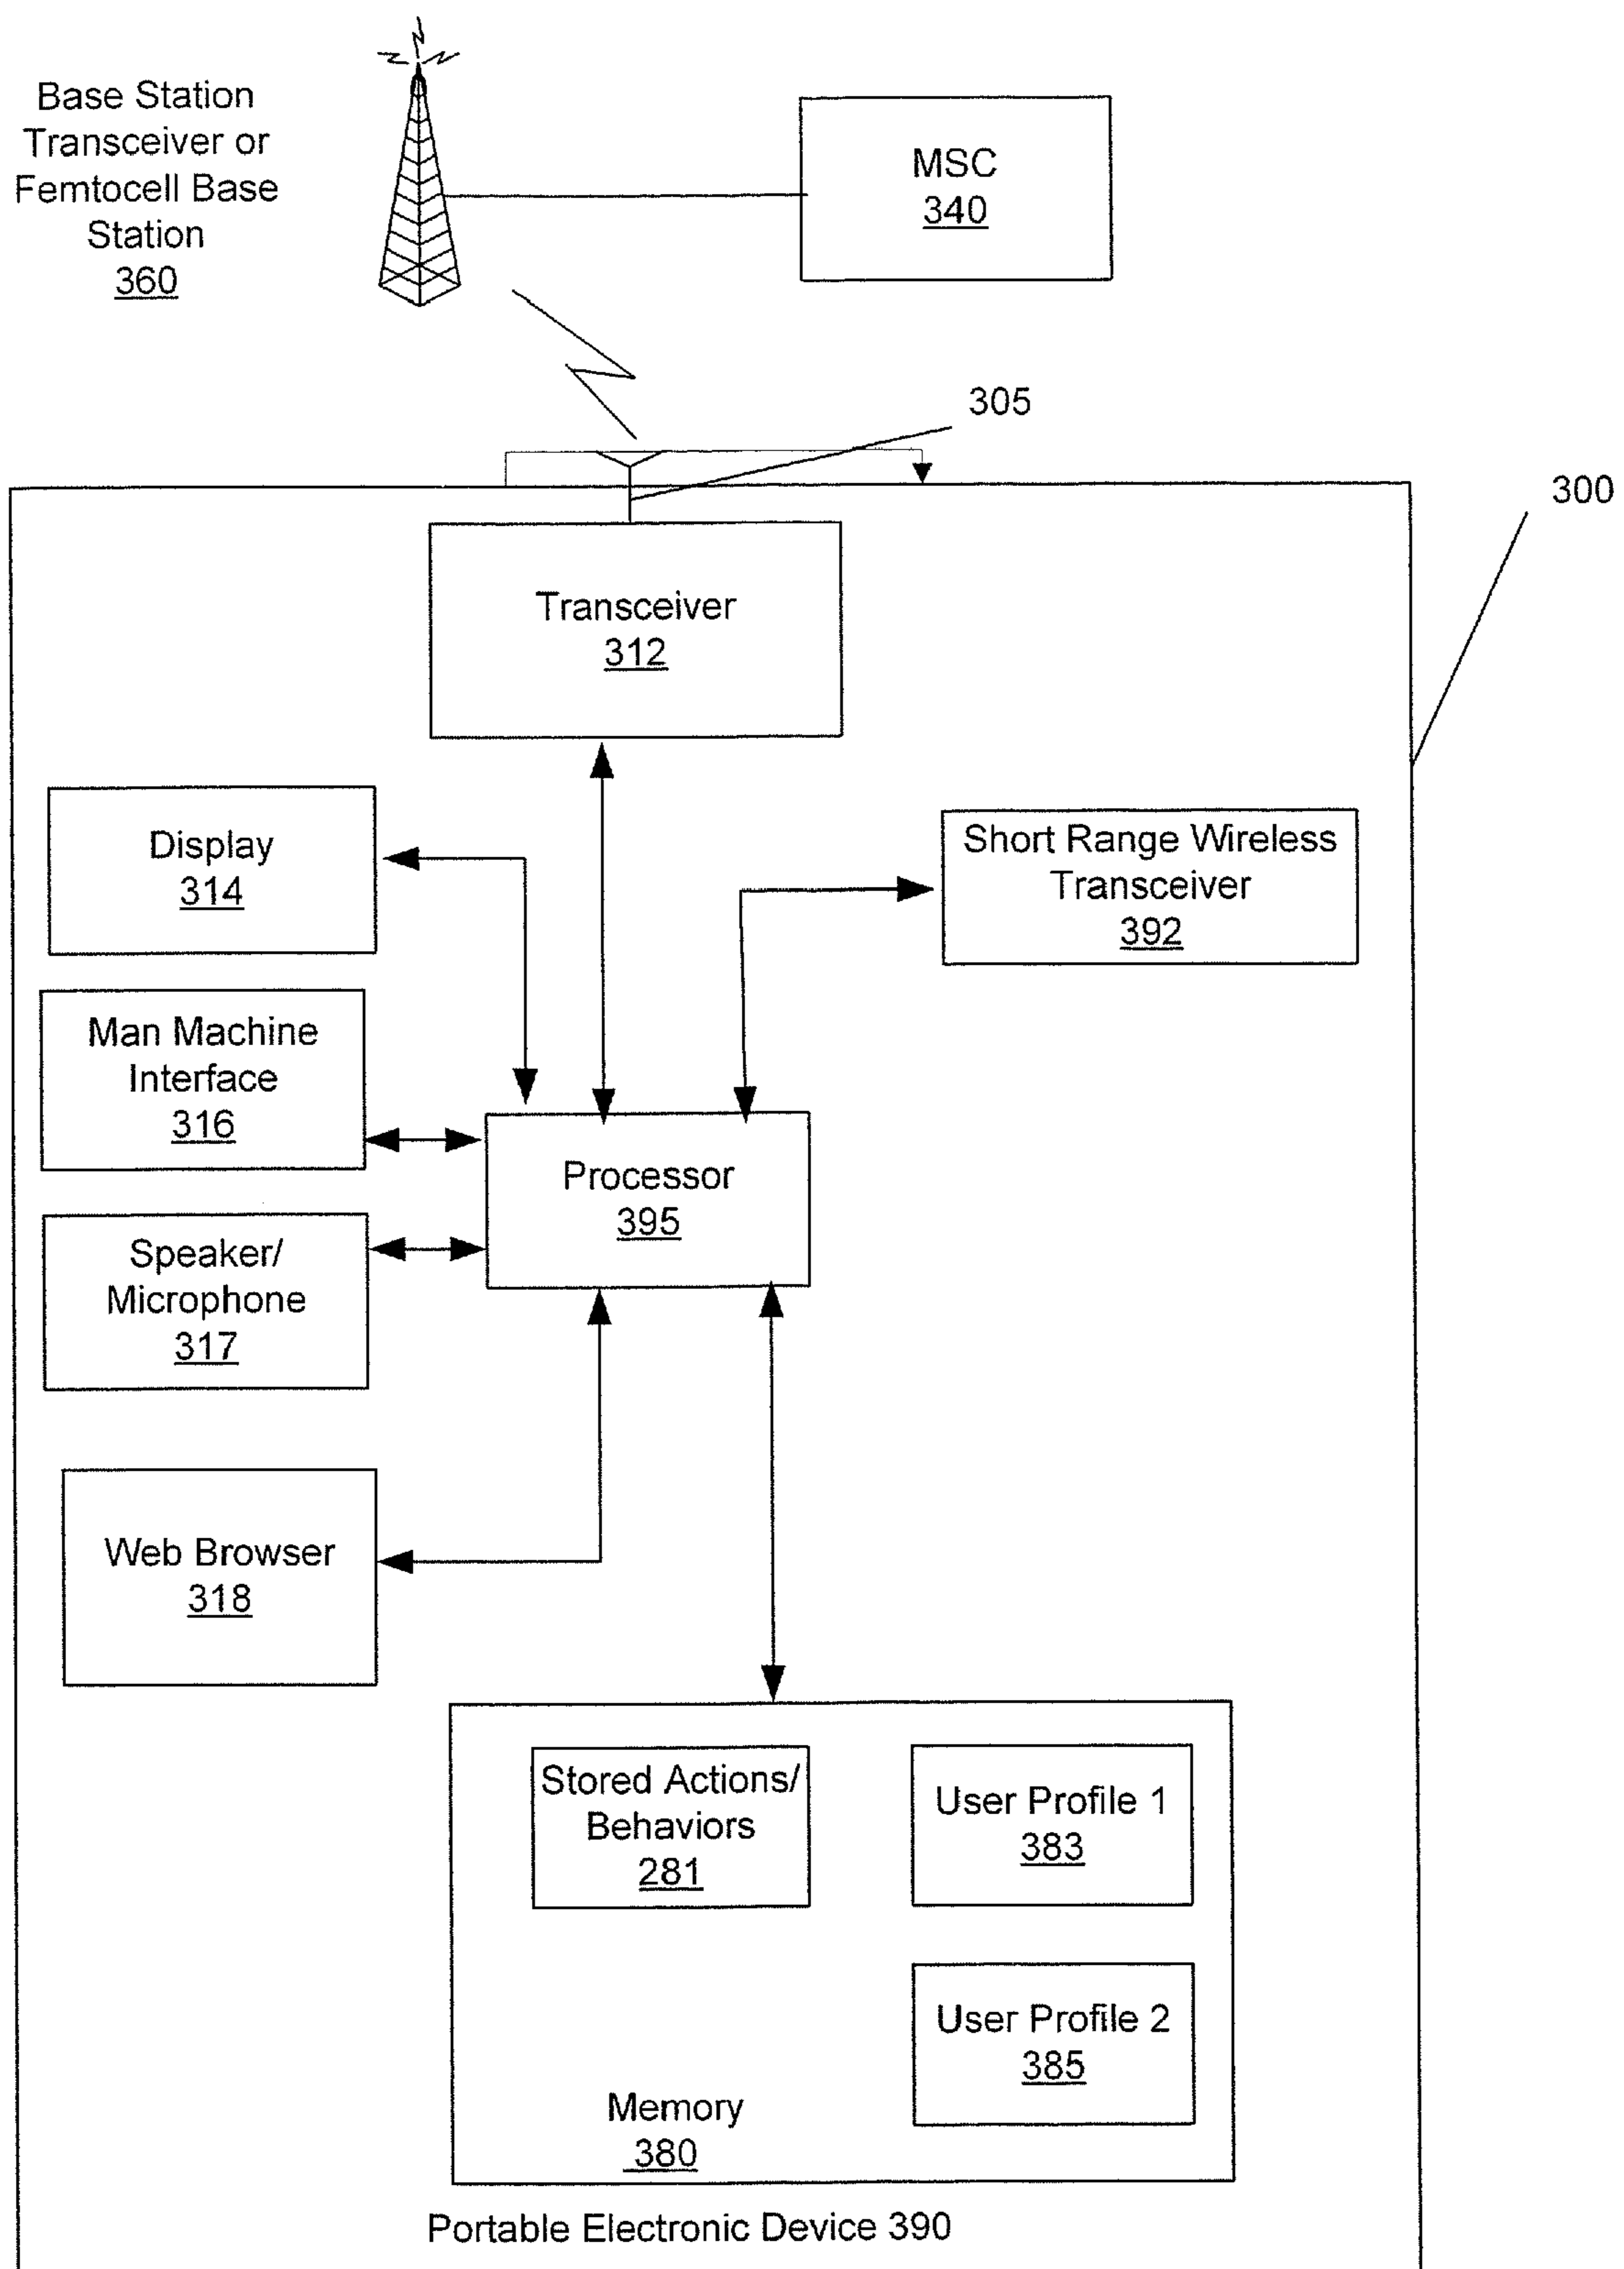 Base Station
Transceiver or
Femtocell Base
Station
360
MSC
340
305
300
Transceiver
312
Display
314
Short Range Wireless
Transceiver
392
Man Machine
Interface
316
Processor
395
Speaker/
Microphone
317
Web Browser
318
Stored Actions/
Behaviors
281
User Profile 1
383
User Profile 2
385
Memory
380
Portable Electronic Device 390